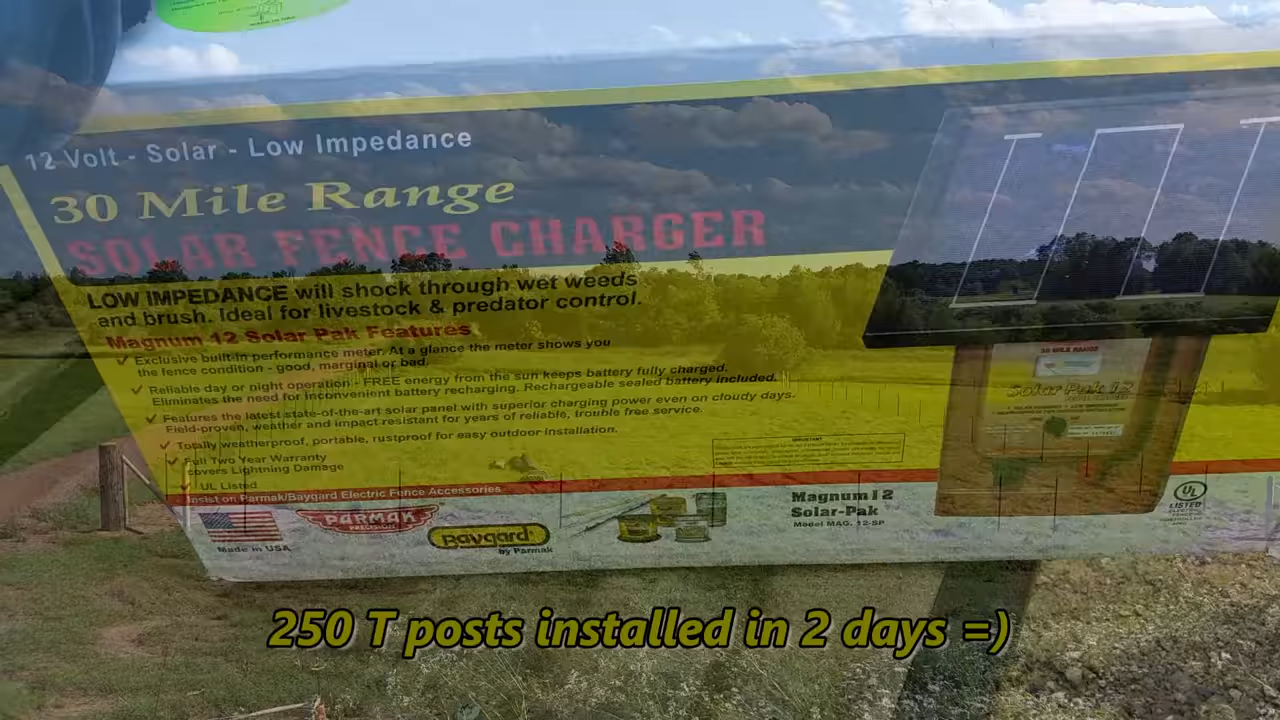 12 Volt - Solar - Low Impedance
30 Mile Range
SOLAR FENCE CHARGER
LOW IMPEDANCE will shock through wet weeds
and brush. Ideal for livestock & predator control.
Magnum 12 Solar Pak Features
✓ Exclusive built-in performance meter. At a glance the meter shows you
the fence condition - good, marginal or bad.
✓ Reliable day or night operation - FREE energy from the sun keeps battery fully charged.
Eliminates the need for inconvenient battery recharging. Rechargeable sealed battery included.
✓ Features the latest state-of-the-art solar panel with superior charging power even on cloudy days.
Field-proven, weather and impact resistant for years of reliable, trouble free service.
✓ Totally weatherproof, portable, rustproof for easy outdoor installation.
✓ Full Two Year Warranty
covers Lightning Damage
✓ UL Listed
Insist on Parmak/Baygard Electric Fence Accessories
IMPORTANT
Made in USA
PARMAK
PRECISION
Baygard
by Parmak
Magnum 12
Solar-Pak
Model MAG. 12-SP
30 MILE RANGE
Solar Pak 12
UL
LISTED
250 T posts installed in 2 days =)